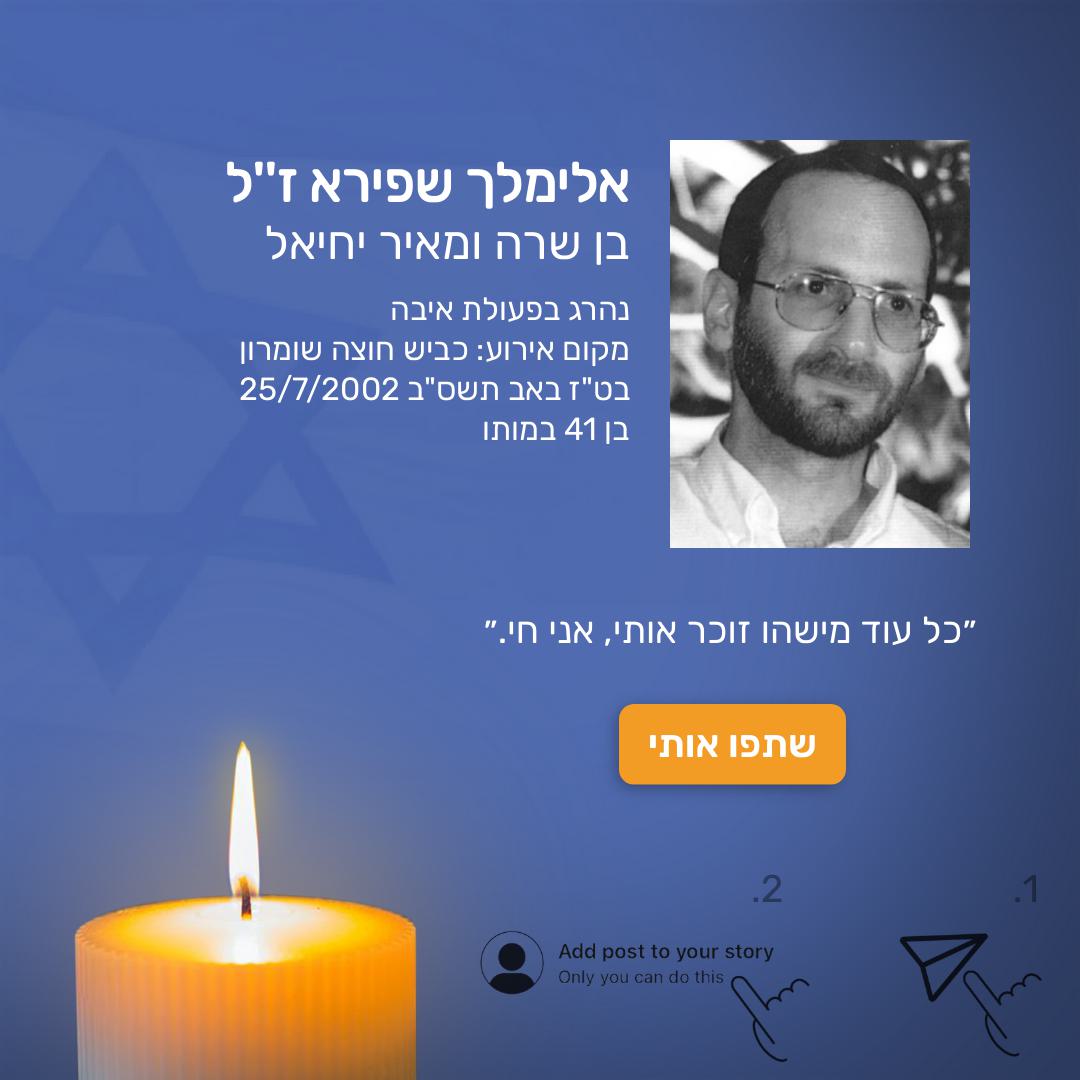 אלימלך שפירא ז"ל
בן שרה ומאיר יחיאל
נהרג בפעולת איבה
מקום אירוע: כביש חוצה שומרון
בט"ז באב תשס"ב 25/7/2002
בן 41 במותו
״כל עוד מישהו זוכר אותי, אני חי.״
שתפו אותי
1.
2.
Add post to your story
Only you can do this